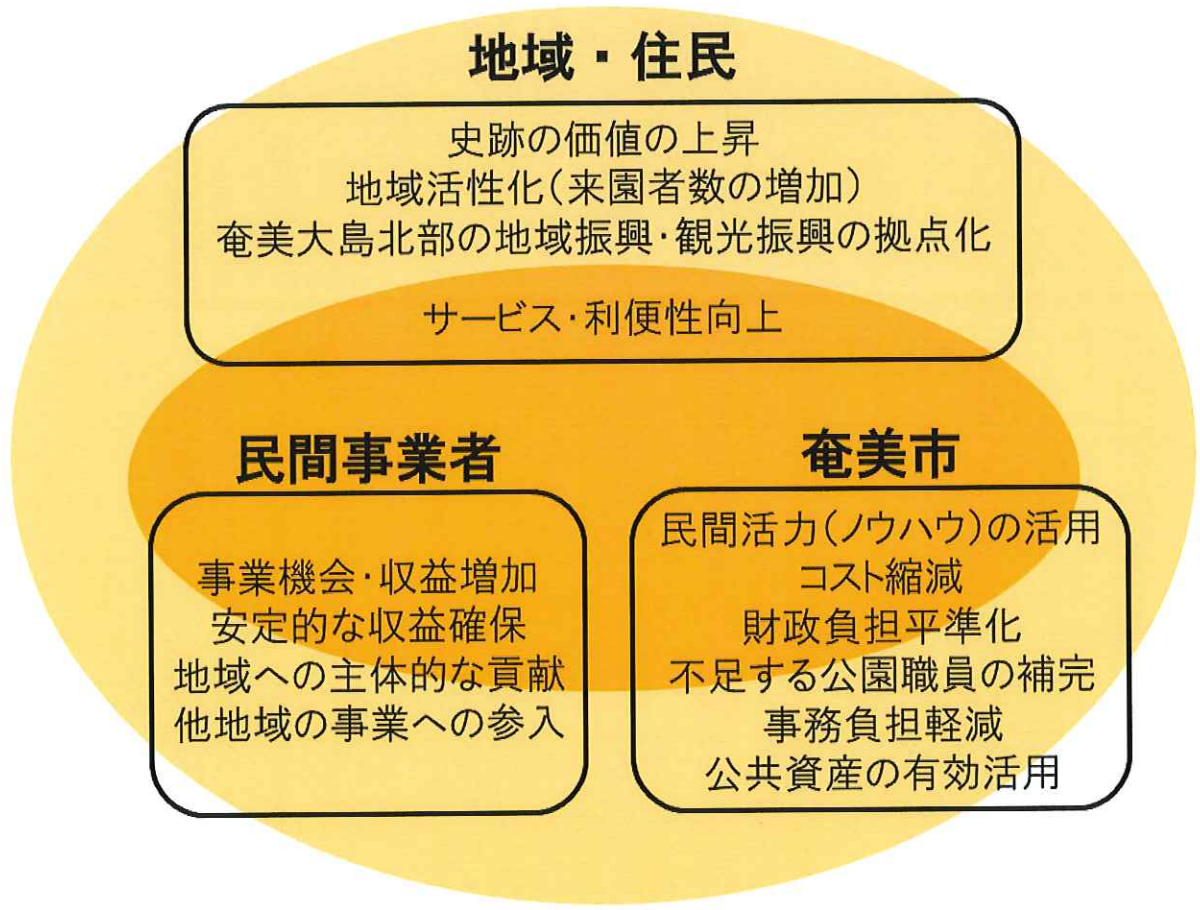 地域・住民
史跡の価値の上昇
地域活性化(来園者数の増加)
奄美大島北部の地域振興・観光振興の拠点化
サービス・利便性向上
民間事業者
事業機会・収益増加
安定的な収益確保
地域への主体的な貢献
他地域の事業への参入
奄美市
民間活力(ノウハウ)の活用
コスト縮減
財政負担平準化
不足する公園職員の補完
事務負担軽減
公共資産の有効活用